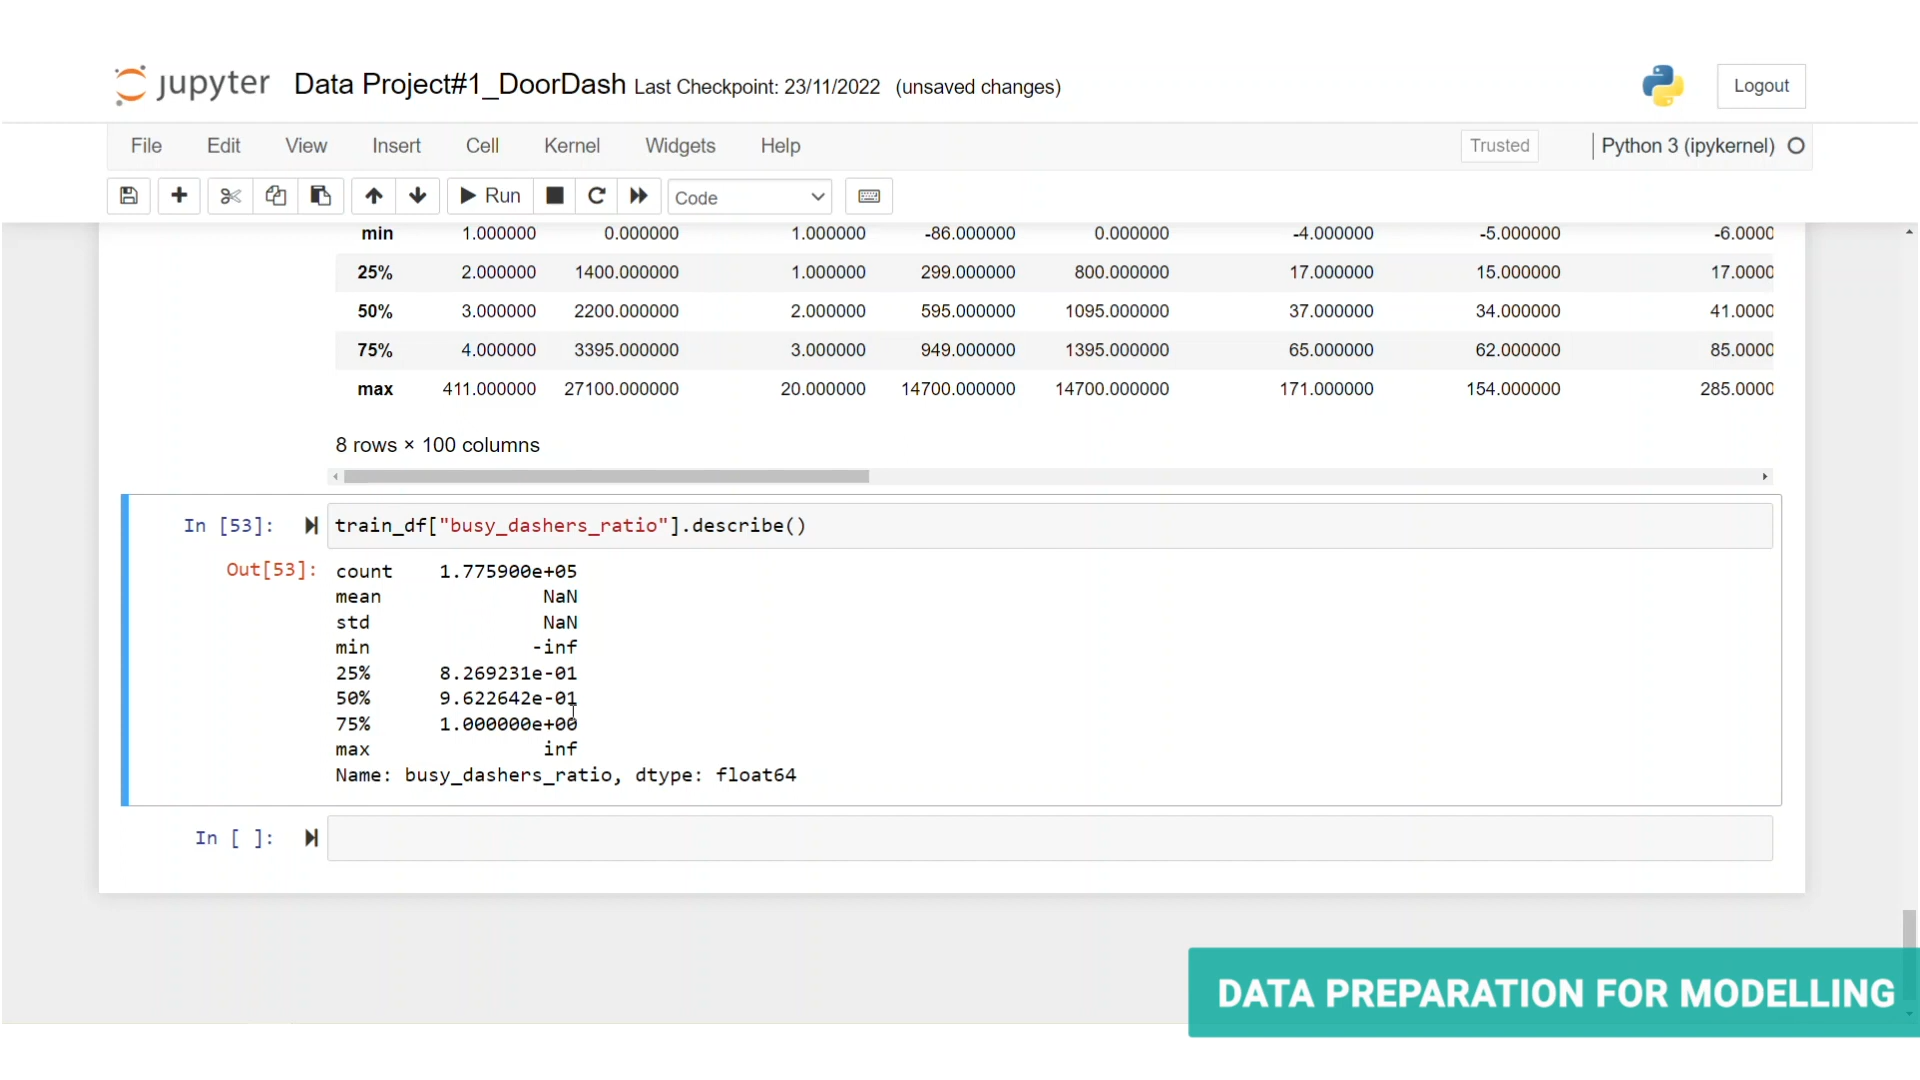 jupyter Data Project#1_DoorDash Last Checkpoint: 23/11/2022 (unsaved changes) Logout
File Edit View Insert Cell Kernel Widgets Help Trusted Python 3 (ipykernel)
Run Code
min 1.000000 0.000000 1.000000 -86.000000 0.000000 -4.000000 -5.000000 -6.0000
25% 2.000000 1400.000000 1.000000 299.000000 800.000000 17.000000 15.000000 17.0000
50% 3.000000 2200.000000 2.000000 595.000000 1095.000000 37.000000 34.000000 41.0000
75% 4.000000 3395.000000 3.000000 949.000000 1395.000000 65.000000 62.000000 85.0000
max 411.000000 27100.000000 20.000000 14700.000000 14700.000000 171.000000 154.000000 285.0000
8 rows × 100 columns
In [53]: train_df["busy_dashers_ratio"].describe()
Out[53]: count 1.775900e+05
mean NaN
std NaN
min -inf
25% 8.269231e-01
50% 9.622642e-01
75% 1.000000e+00
max inf
Name: busy_dashers_ratio, dtype: float64
In [ ]:
DATA PREPARATION FOR MODELLING